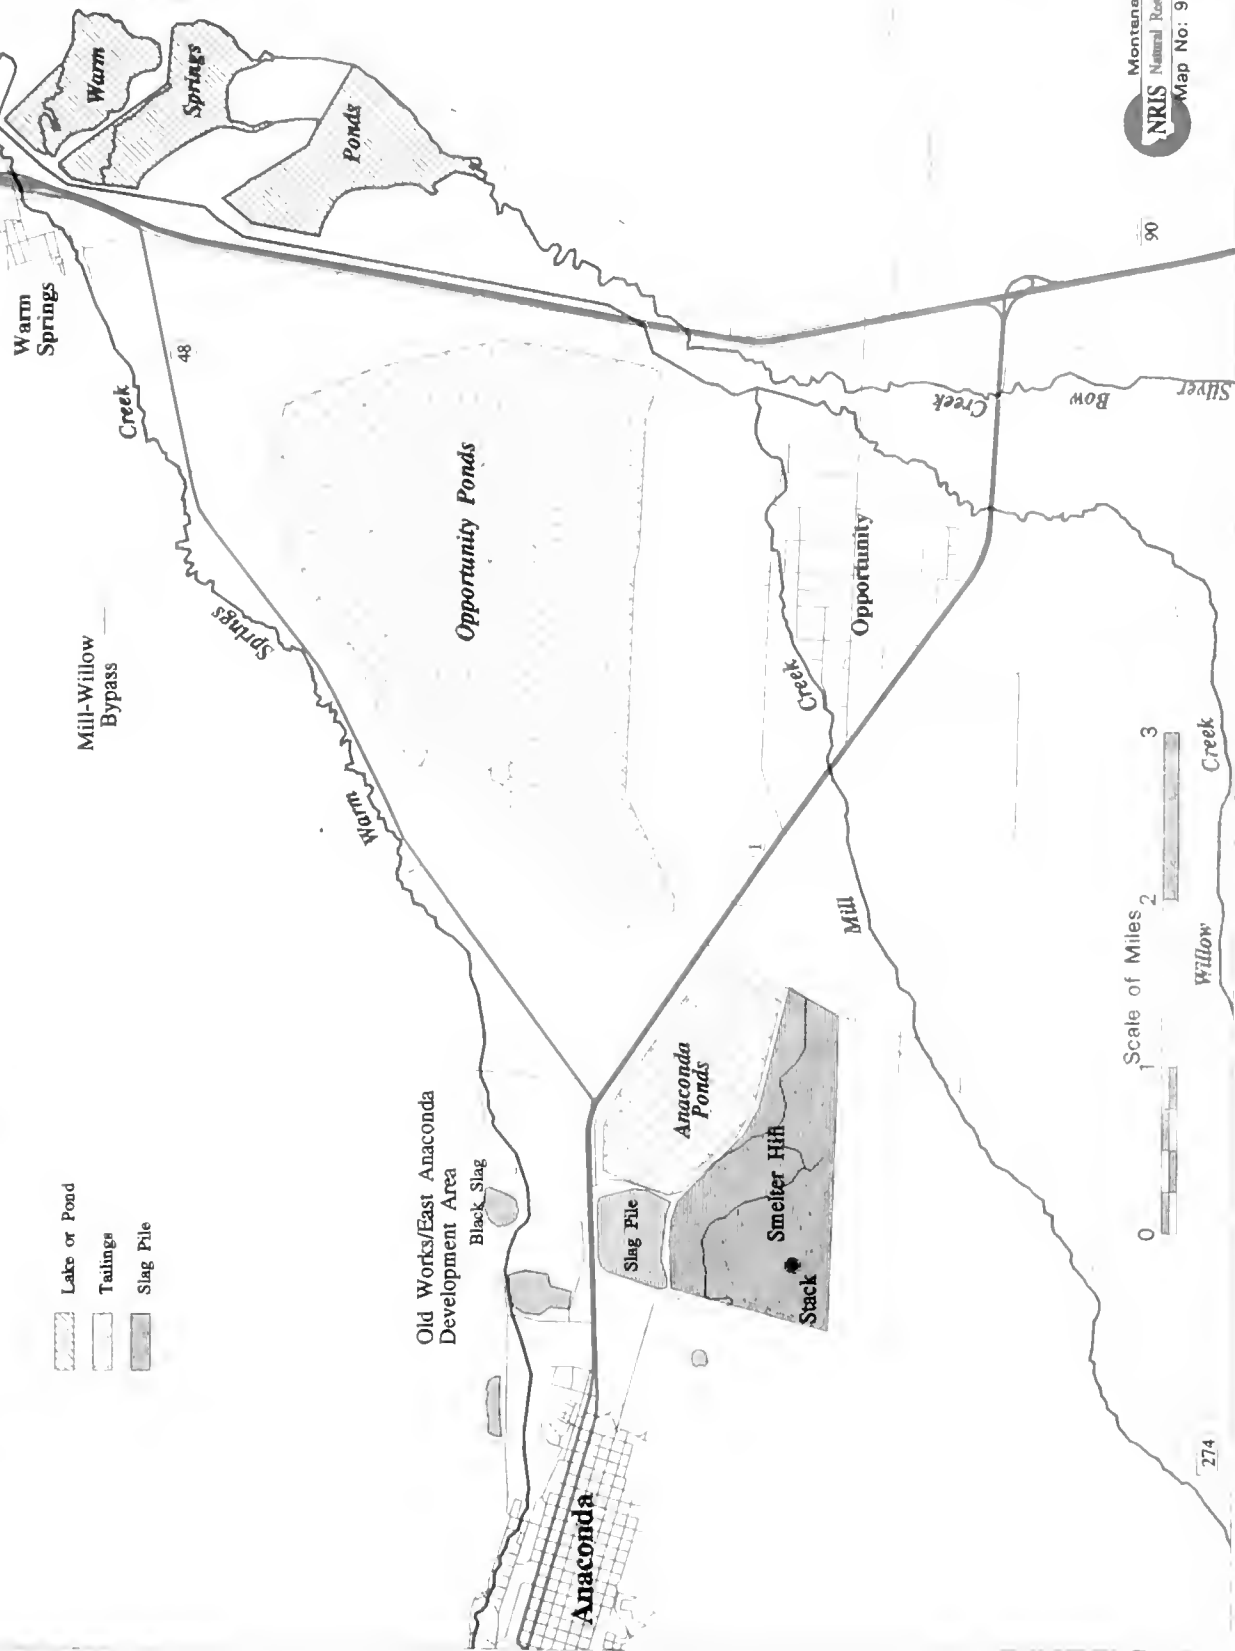 Lake or Pond
Tailings
Slag Pile
Warm
Springs
Mill-Willow
Bypass
Warm
Springs
Creek
48
Warm
Springs
Ponds
Opportunity Ponds
Old Works/East Anaconda
Development Area
Black Slag
Anaconda
Slag Pile
Anaconda
Ponds
Smelter Hill
Stack
1
Mill
Creek
Opportunity
Silver
Bow
Creek
90
Willow
Creek
274
Scale of Miles
0 1 2 3
Montana
NRIS Natural
Map No: 9